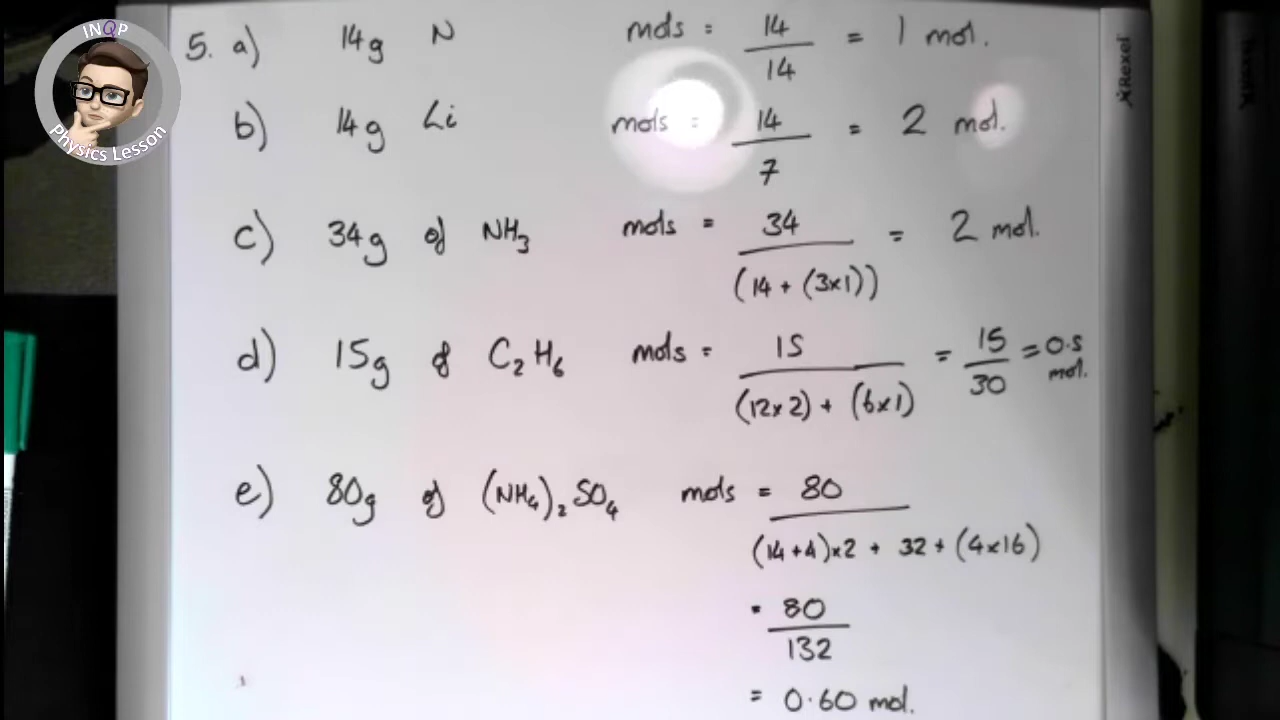 INQP
Physics Lesson
5. a) 14g N mols = 14/14 = 1 mol.
b) 14g Li mols = 14/7 = 2 mol.
c) 34g of NH₃ mols = 34/(14 + (3×1)) = 2 mol.
d) 15g of C₂H₆ mols = 15/(12×2) + (6×1) = 15/30 = 0.5 mol.
e) 80g of (NH₄)₂SO₄ mols = 80/(14+4)×2 + 32 + (4×16)
= 80/132
= 0.60 mol.
Rexel